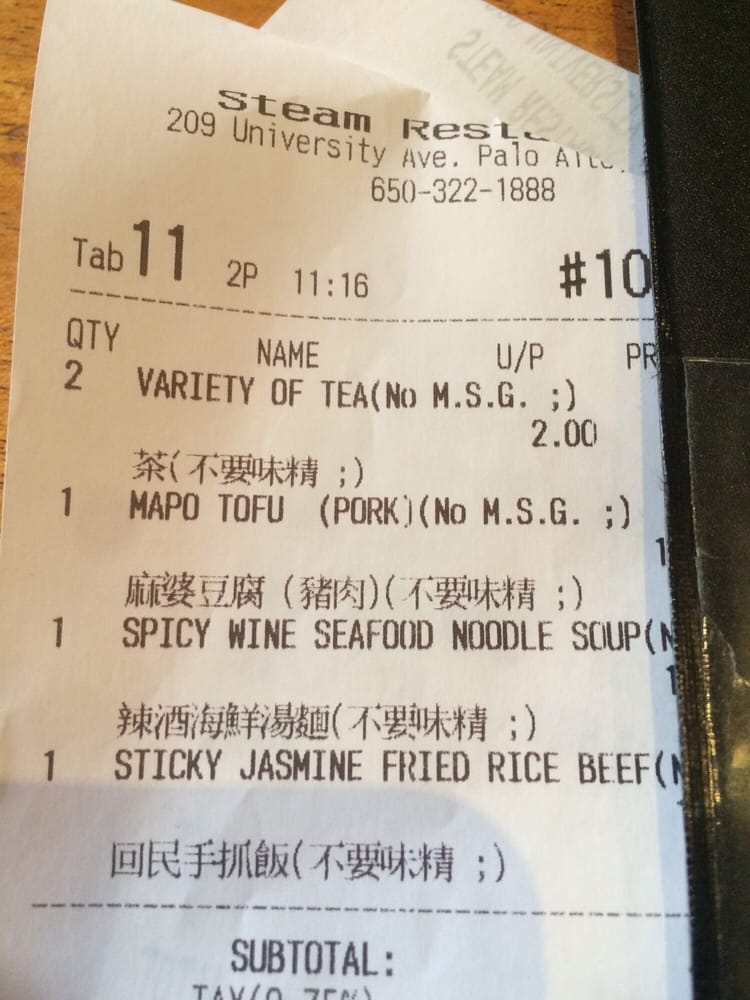 Steam
209 University Ave. Palo
650-322-1888
Tab 11 2P 11:16 #10
QTY NAME U/P PR
2 VARIETY OF TEA(No M.S.G. ;)
2.00
茶(不要味精 ;)
1 MAPO TOFU (PORK)(No M.S.G. ;)
1
麻婆豆腐 (豬肉)(不要味精 ;)
1 SPICY WINE SEAFOOD NOODLE SOUP(N
1
辣酒海鮮湯麵(不要味精 ;)
1 STICKY JASMINE FRIED RICE BEEF(N
回民手抓飯(不要味精 ;)
SUBTOTAL: